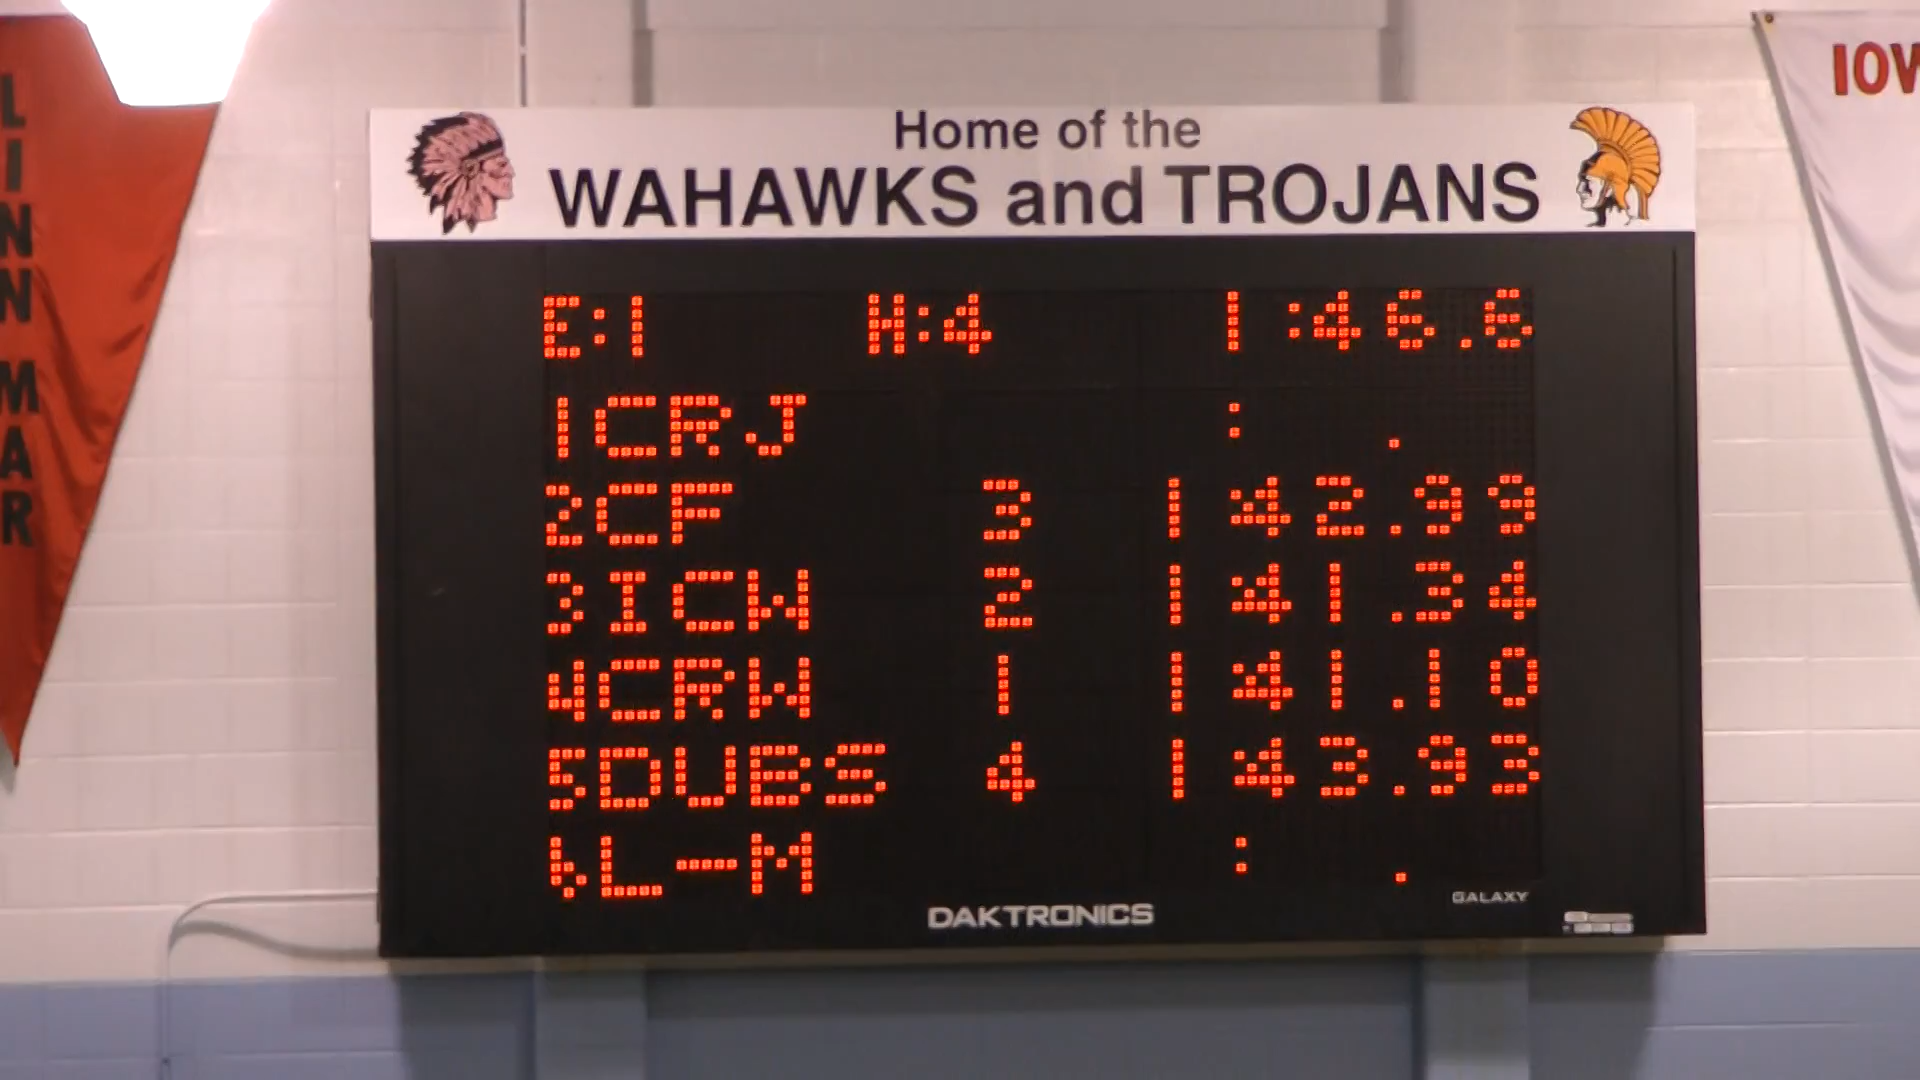 LINN MAR
IOW
Home of the
WAHAWKS and TROJANS
E:1 H:4 1:46.6
1CRJ : .
2CF 3 1 42.99
3ICW 2 1 41.34
4CRW 1 1 41.10
5DUBS 4 1 43.93
6L-M : .
DAKTRONICS
GALAXY